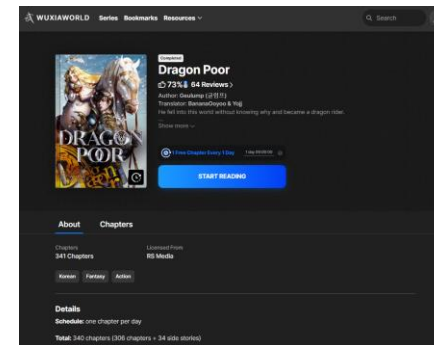 WUXIAWORLD Series Bookmarks Resources
Search
Completed
Dragon Poor
73% 64 Reviews
Author: Geulump (글럼프)
Translator: BananaGoyoo & Yojj
He fell into this world without knowing why and became a dragon rider.
Show more
1 Free Chapter Every 1 Day
START READING
DRAGON
POOR
About Chapters
Chapters Licensed From
341 Chapters RS Media
Korean Fantasy Action
Details
Schedule: one chapter per day
Total: 340 chapters (306 chapters + 34 side stories)